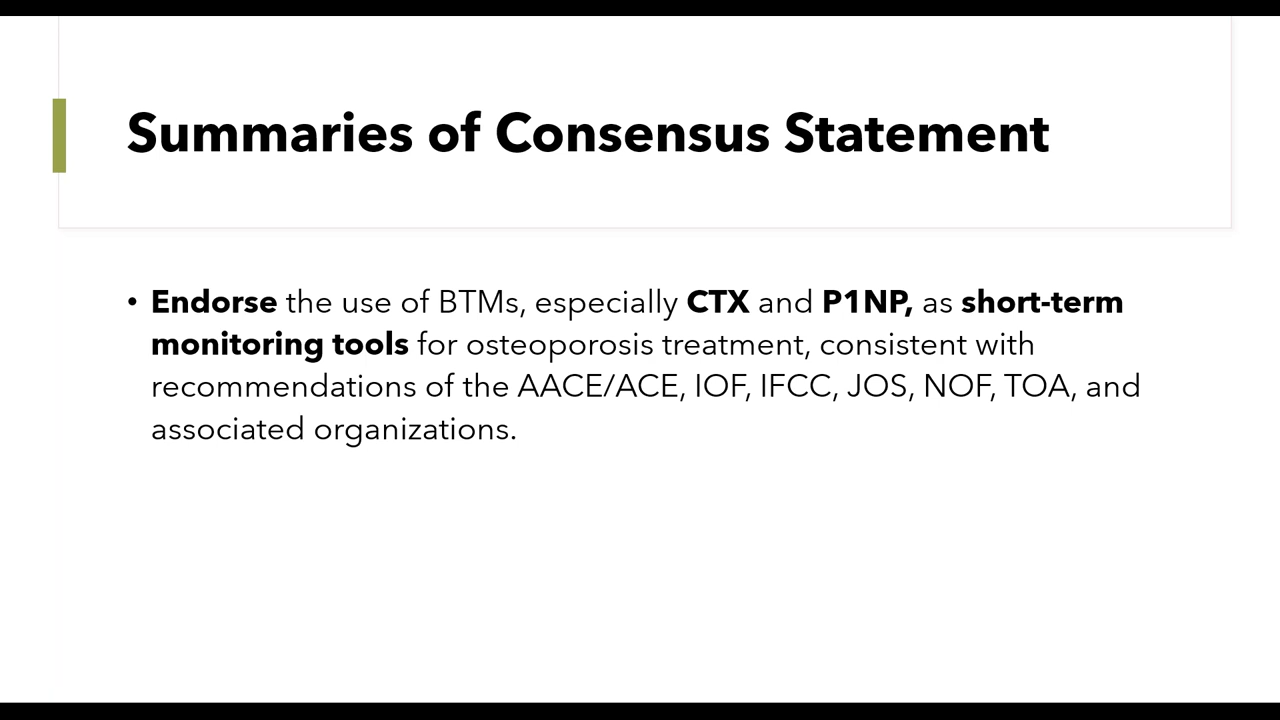 Summaries of Consensus Statement
• Endorse the use of BTMs, especially CTX and P1NP, as short-term
monitoring tools for osteoporosis treatment, consistent with
recommendations of the AACE/ACE, IOF, IFCC, JOS, NOF, TOA, and
associated organizations.